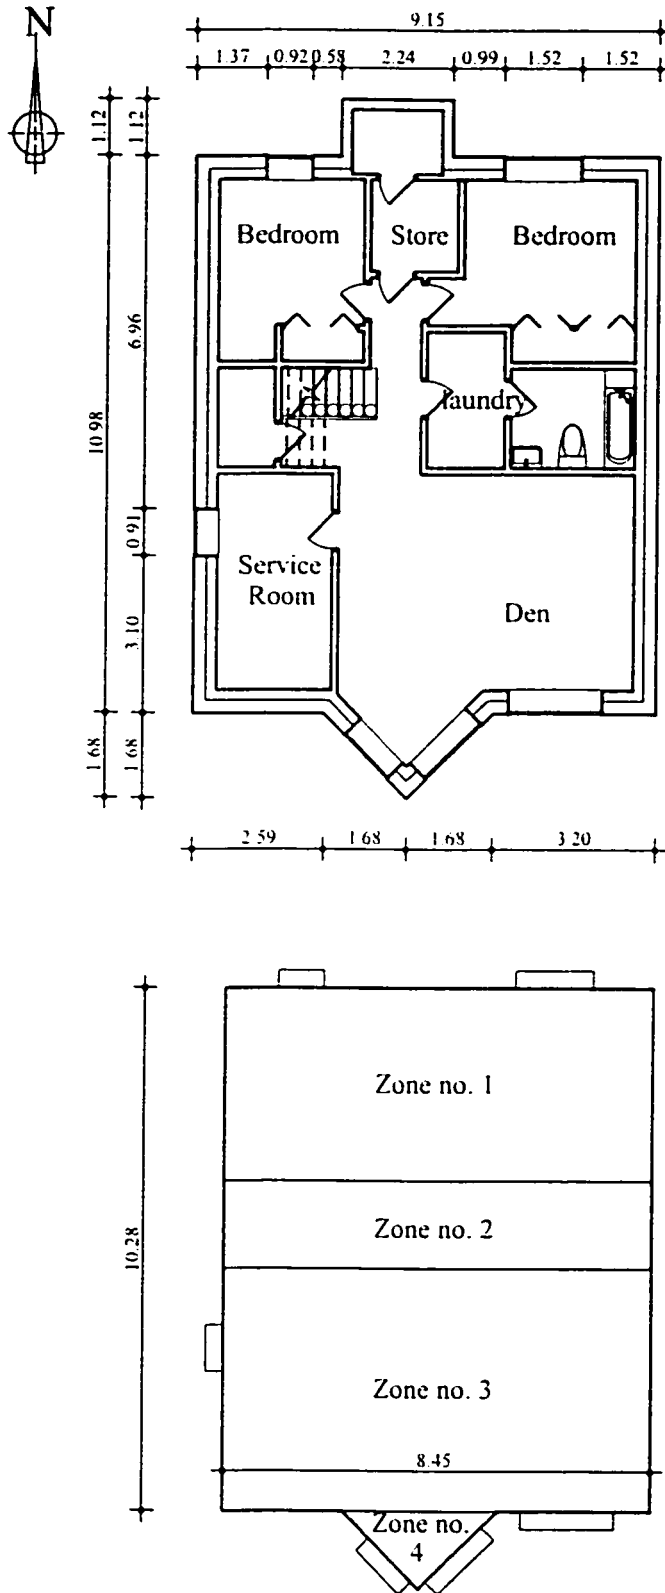 N
9.15
1.37 0.92 0.58 2.24 0.99 1.52 1.52
1.12 1.12
Bedroom Store Bedroom
6.96
10.98
laundry
0.91
Service
Room
Den
3.10
1.68 1.68
2.59 1.68 1.68 3.20
Zone no. 1
10.28
Zone no. 2
Zone no. 3
8.45
Zone no.
4